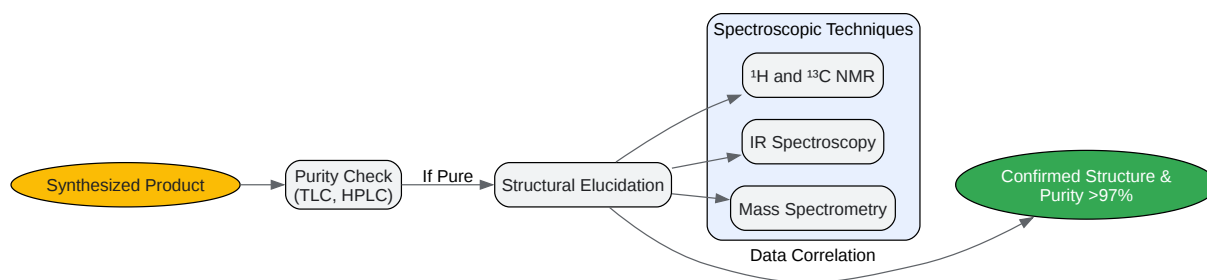 Spectroscopic Techniques
¹H and ¹³C NMR
IR Spectroscopy
Mass Spectrometry
Synthesized Product
Purity Check
(TLC, HPLC)
If Pure
Structural Elucidation
Data Correlation
Confirmed Structure &
Purity >97%